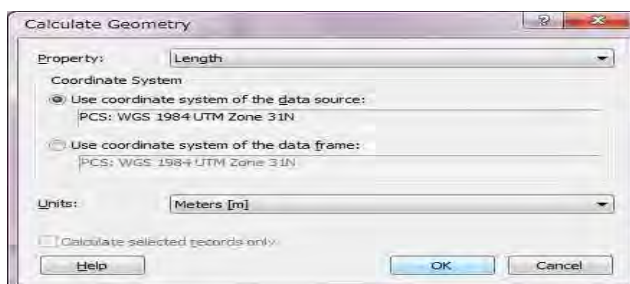 Calculate Geometry
Property: Length
Coordinate System
Use coordinate system of the data source:
PCS: WGS 1984 UTM Zone 31N
Use coordinate system of the data frame:
PCS: WGS 1984 UTM Zone 31N
Units: Meters [m]
Calculate selected records only
Help OK Cancel